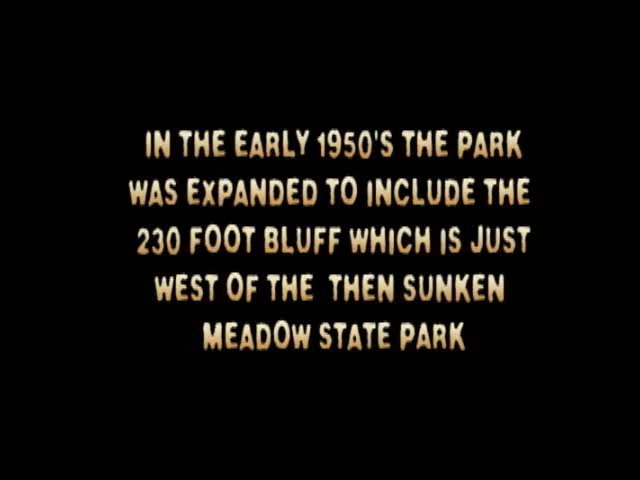 IN THE EARLY 1950'S THE PARK
WAS EXPANDED TO INCLUDE THE
230 FOOT BLUFF WHICH IS JUST
WEST OF THE THEN SUNKEN
MEADOW STATE PARK